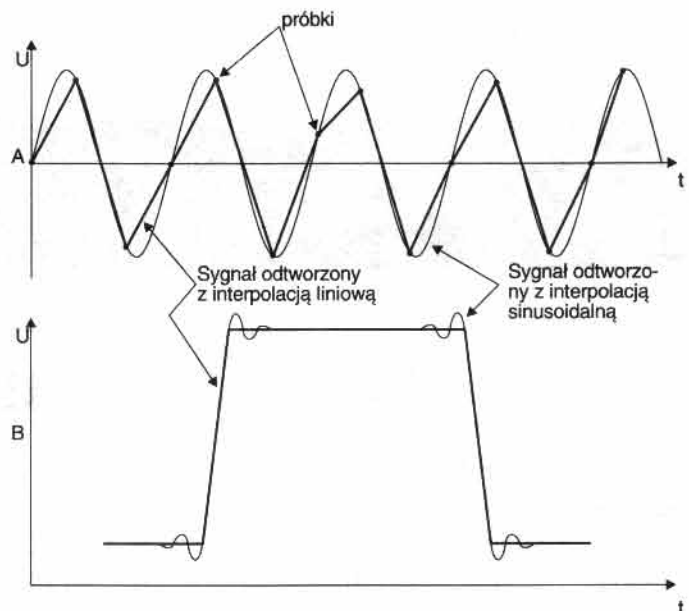 próbki
U
A
t
Sygnał odtworzony
z interpolacją liniową
Sygnał odtworzo-
ny z interpolacją
sinusoidalną
U
B
t